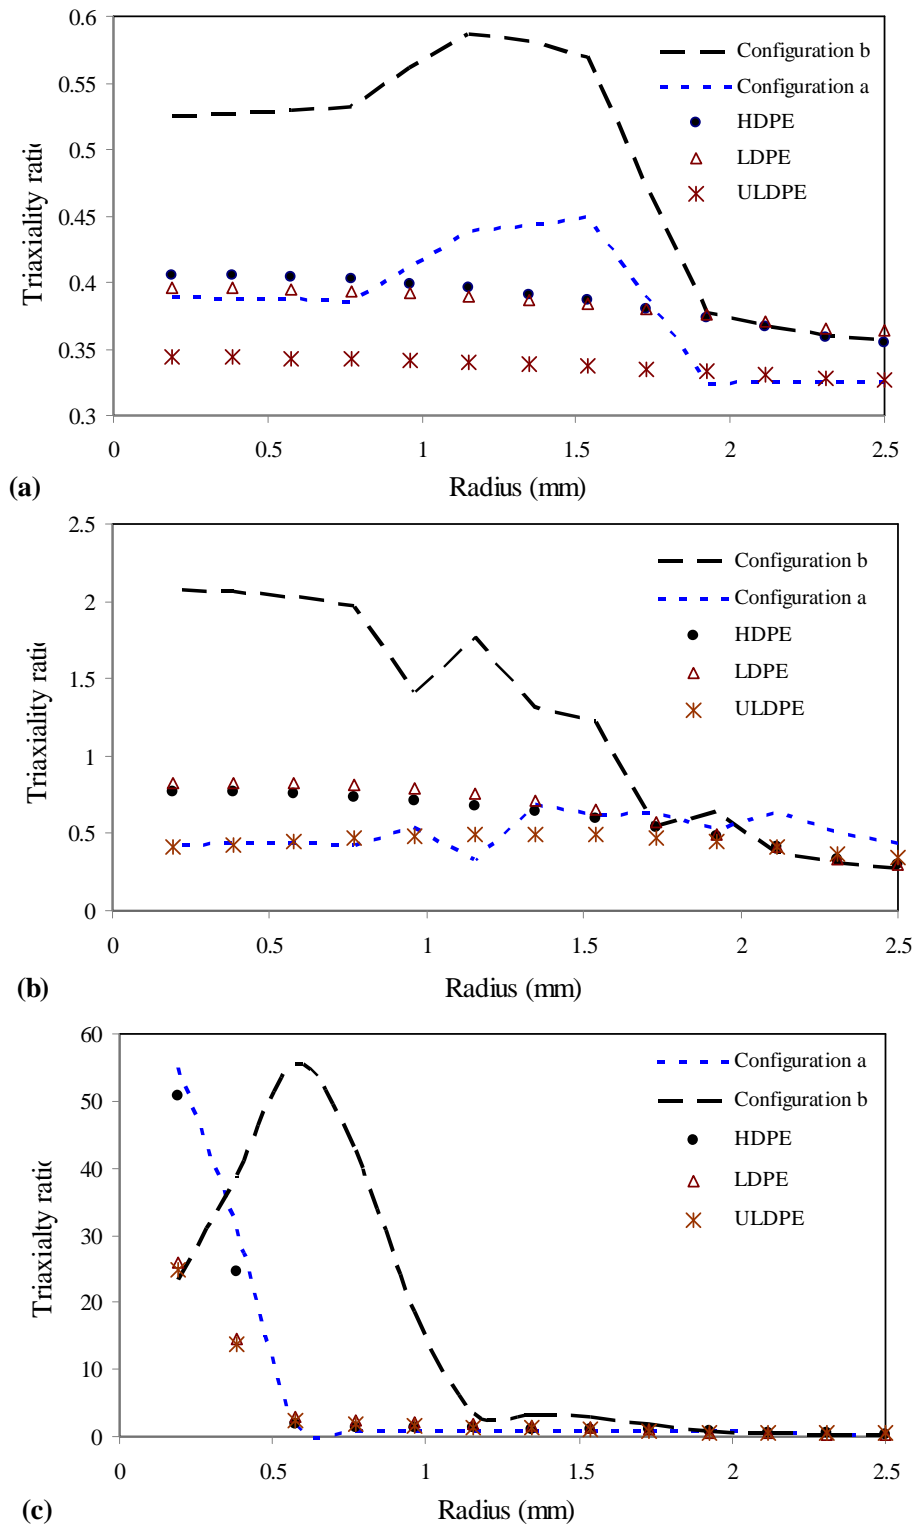 0.6
0.55
0.5
0.45
0.4
0.35
0.3
Triaxiality ratio
Configuration b
Configuration a
HDPE
LDPE
ULDPE
0 0.5 1 1.5 2 2.5
Radius (mm)
(a)
2.5
2
1.5
1
0.5
0
Triaxiality ratio
Configuration b
Configuration a
HDPE
LDPE
ULDPE
0 0.5 1 1.5 2 2.5
Radius (mm)
(b)
60
50
40
30
20
10
0
Triaxialty ratio
Configuration a
Configuration b
HDPE
LDPE
ULDPE
0 0.5 1 1.5 2 2.5
Radius (mm)
(c)